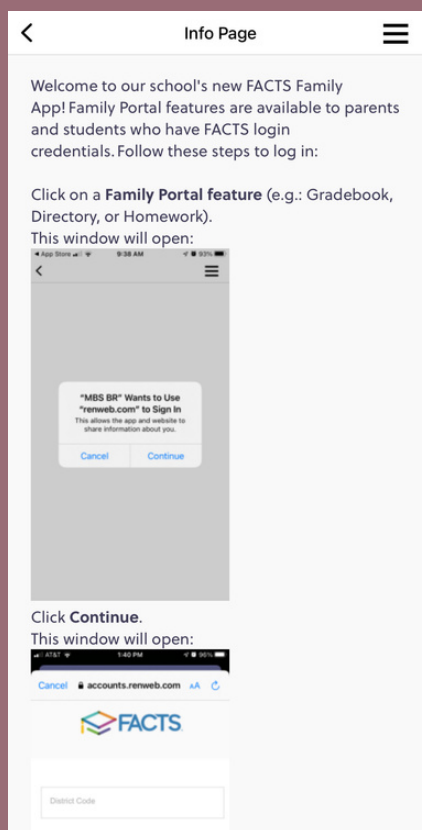 Info Page
Welcome to our school's new FACTS Family
App! Family Portal features are available to parents
and students who have FACTS login
credentials. Follow these steps to log in:
Click on a Family Portal feature (e.g.: Gradebook,
Directory, or Homework).
This window will open:
App Store 9:38 AM 93%
"MBS BR" Wants to Use
"renweb.com" to Sign In
This allows the app and website to
share information about you.
Cancel Continue
Click Continue.
This window will open:
AT&T 1:40 PM 96%
Cancel accounts.renweb.com AA
FACTS
District Code